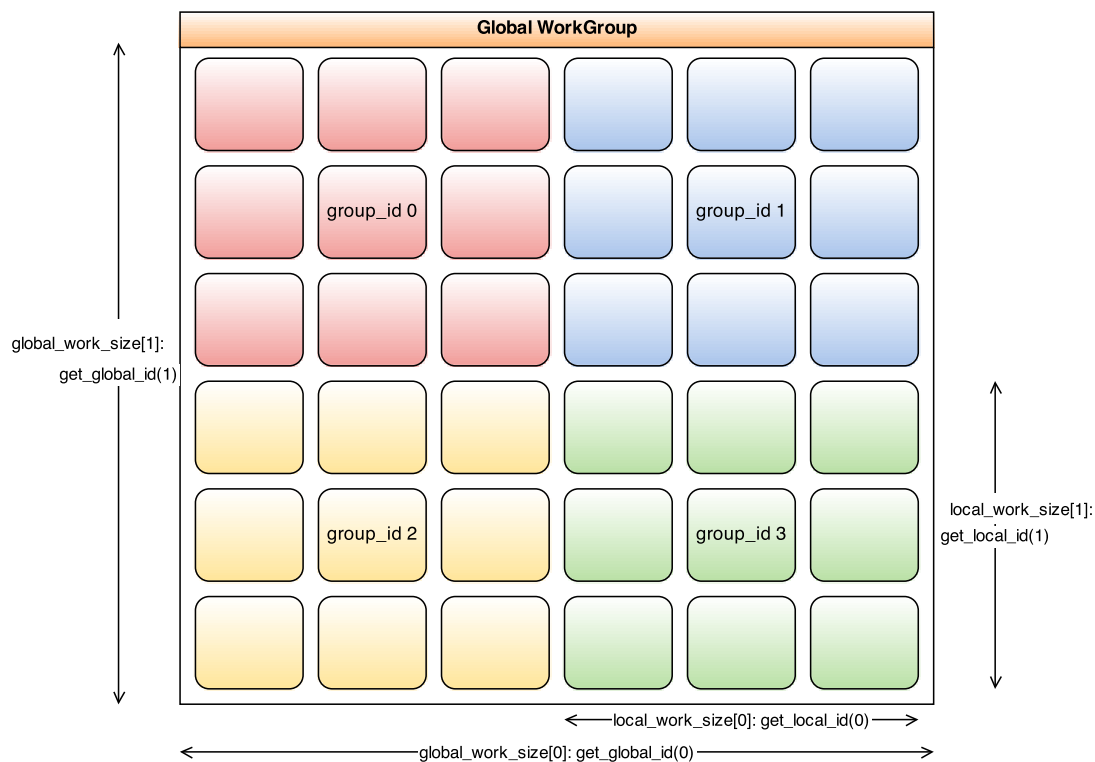 Global WorkGroup
group_id 0
group_id 1
global_work_size[1]:
get_global_id(1)
group_id 2
group_id 3
local_work_size[1]:
get_local_id(1)
local_work_size[0]: get_local_id(0)
global_work_size[0]: get_global_id(0)